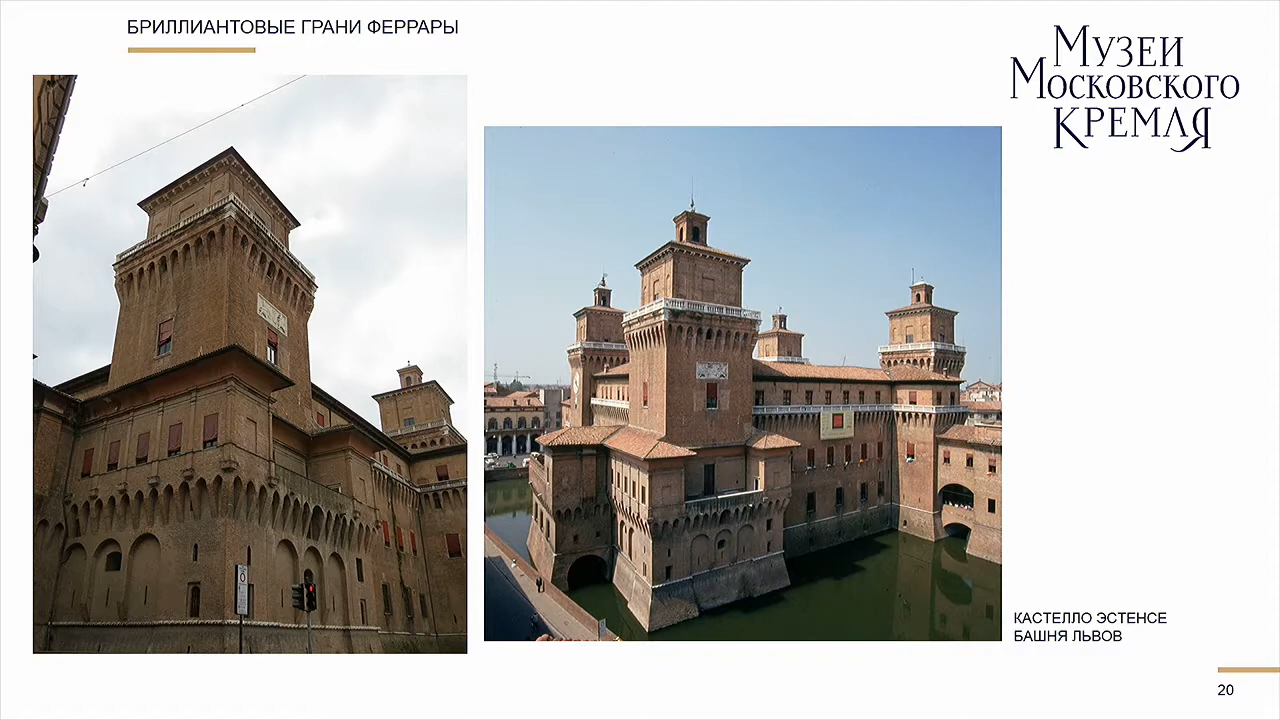 БРИЛЛИАНТОВЫЕ ГРАНИ ФЕРРАРЫ
МУЗЕИ
МОСКОВСКОГО
КРЕМЛЯ
КАСТЕЛЛО ЭСТЕНСЕ
БАШНЯ ЛЬВОВ
20